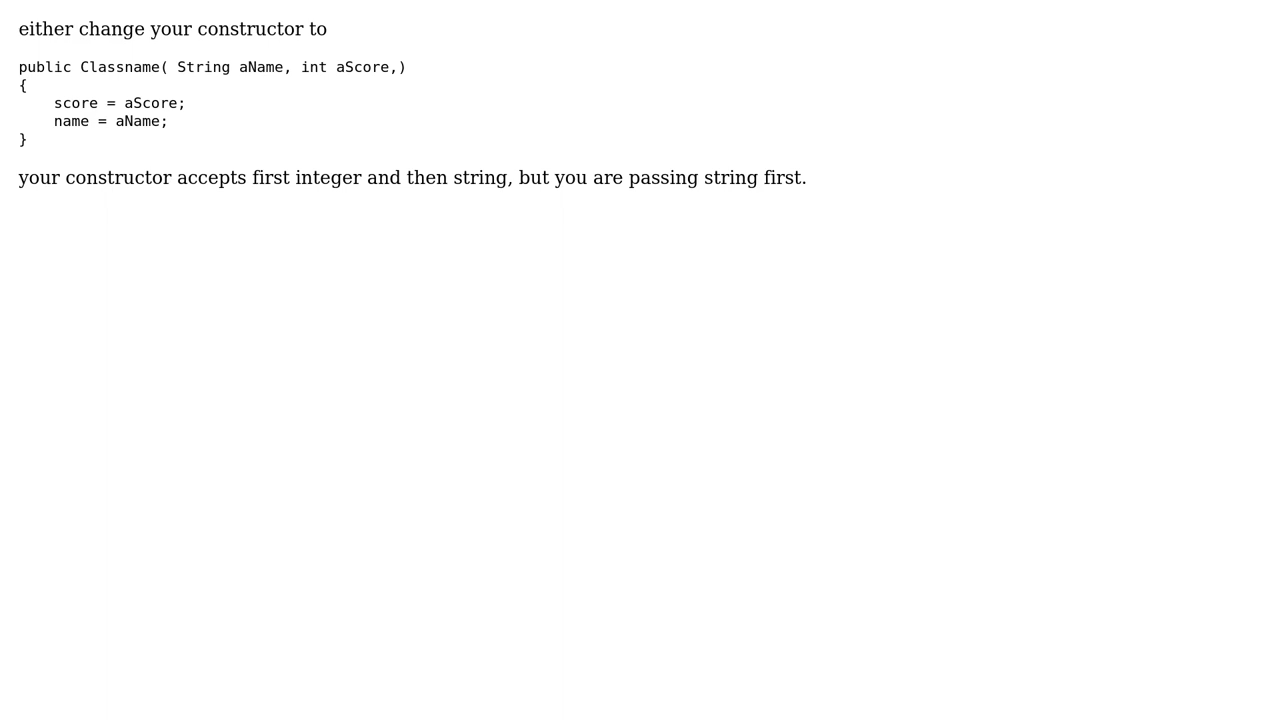 either change your constructor to
public Classname( String aName, int aScore,)
{
    score = aScore;
    name = aName;
}
your constructor accepts first integer and then string, but you are passing string first.